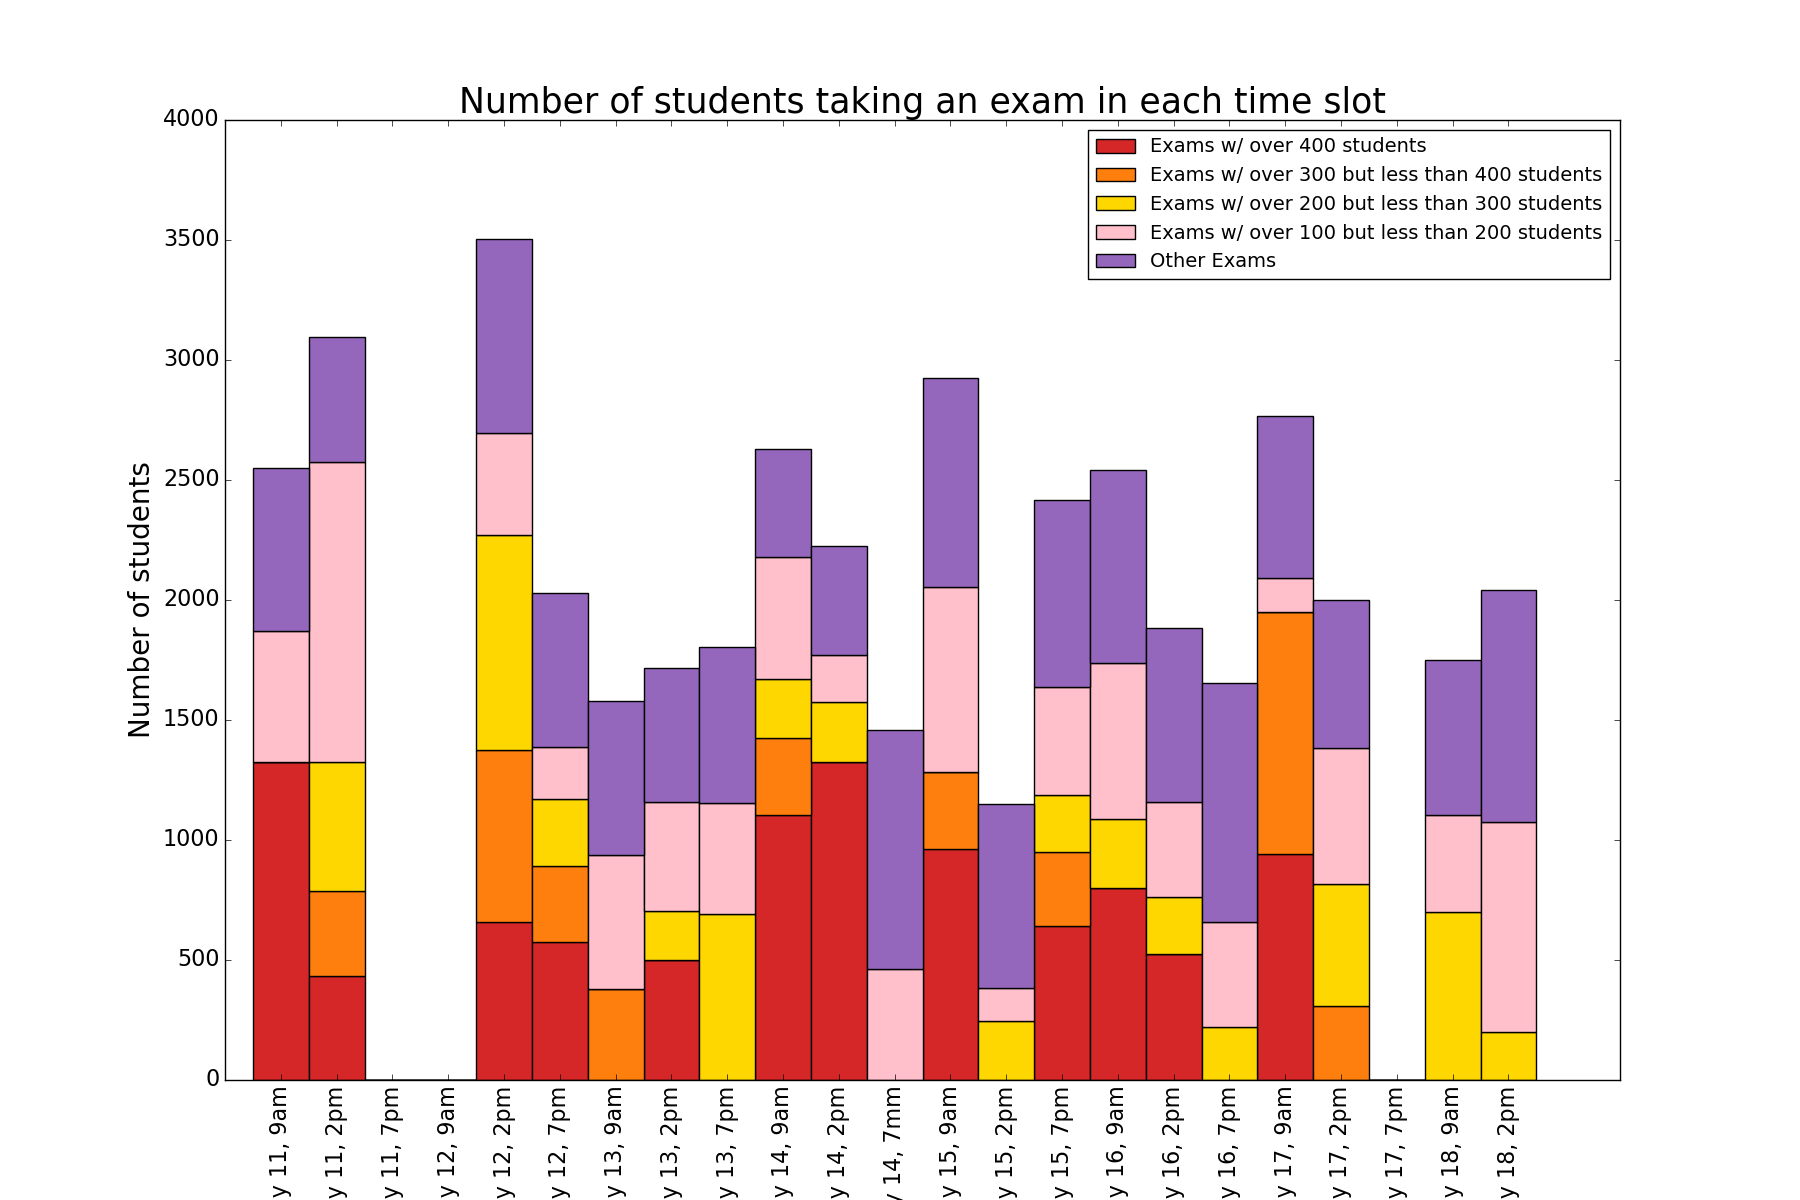 Number of students taking an exam in each time slot
Exams w/ over 400 students
Exams w/ over 300 but less than 400 students
Exams w/ over 200 but less than 300 students
Exams w/ over 100 but less than 200 students
Other Exams
Number of students
4000
3500
3000
2500
2000
1500
1000
500
0
y 11, 9am
y 11, 2pm
y 11, 7pm
y 12, 9am
y 12, 2pm
y 12, 7pm
y 13, 9am
y 13, 2pm
y 13, 7pm
y 14, 9am
y 14, 2pm
y 14, 7mm
y 15, 9am
y 15, 2pm
y 15, 7pm
y 16, 9am
y 16, 2pm
y 16, 7pm
y 17, 9am
y 17, 2pm
y 17, 7pm
y 18, 9am
y 18, 2pm